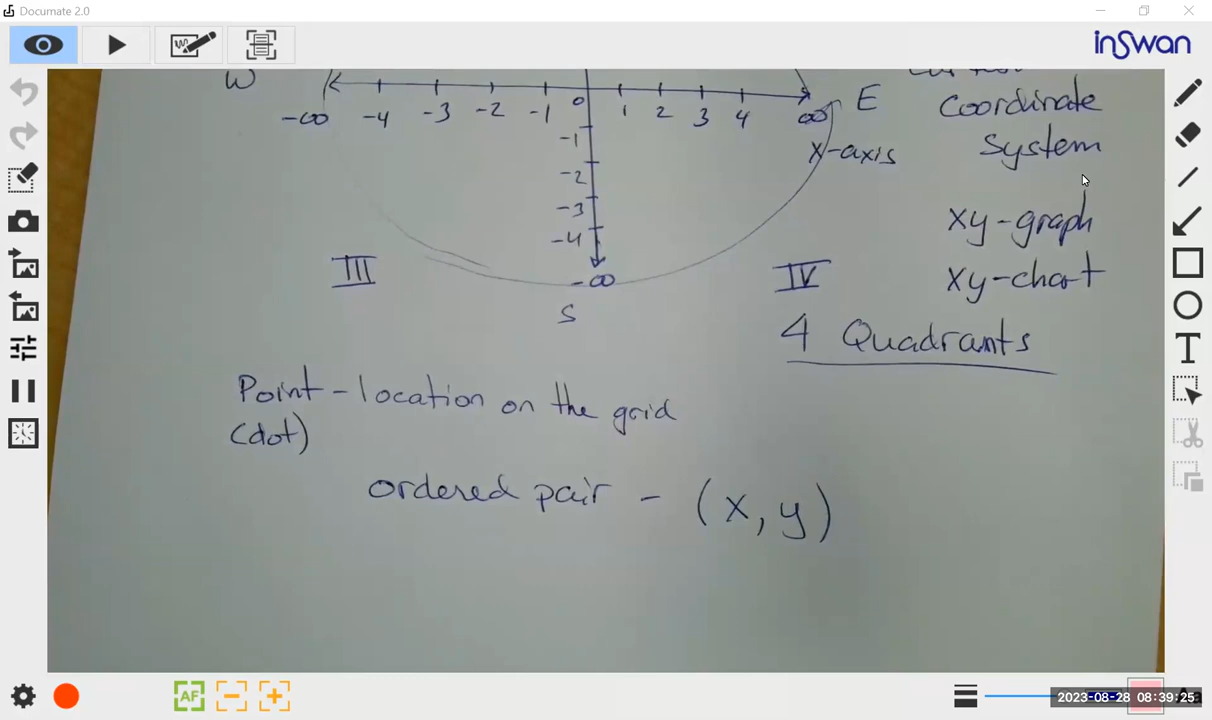 Documate 2.0
inSwan
W
-∞ -4 -3 -2 -1 0 1 2 3 4 ∞ E
Coordinate
System
x-axis
-1
-2
-3
-4
-∞
S
xy-graph
xy-chart
III
IV
4 Quadrants
Point - location on the grid
(dot)
ordered pair - (x, y)
T
AF
2023-08-28 08:39:25
Aa